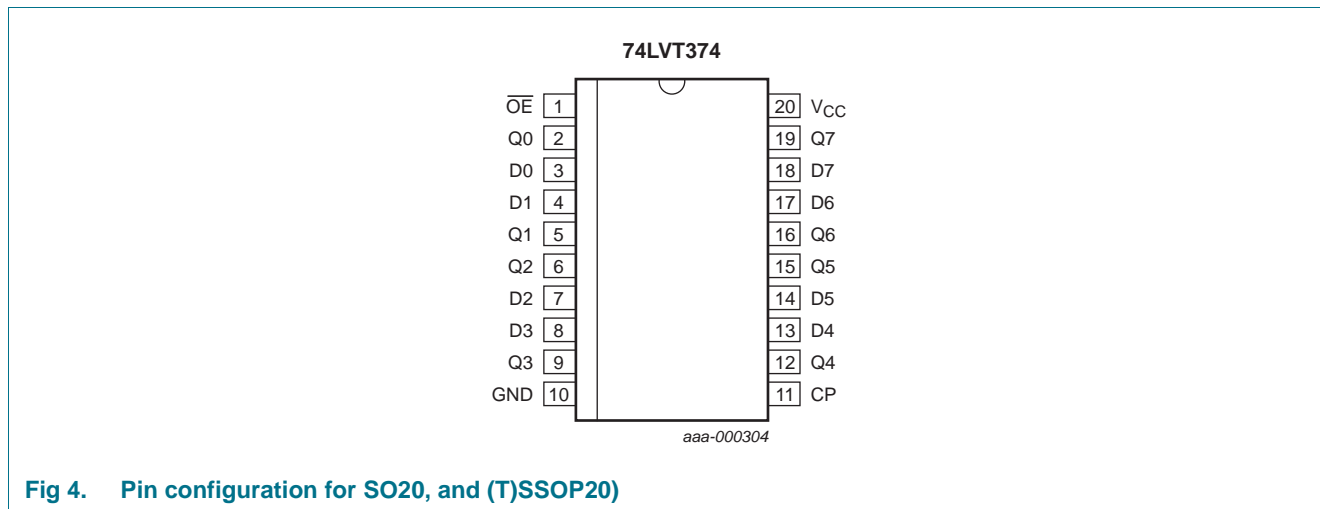 74LVT374
O̅E̅ 1 20 VCC
Q0 2 19 Q7
D0 3 18 D7
D1 4 17 D6
Q1 5 16 Q6
Q2 6 15 Q5
D2 7 14 D5
D3 8 13 D4
Q3 9 12 Q4
GND 10 11 CP
aaa-000304
Fig 4. Pin configuration for SO20, and (T)SSOP20)